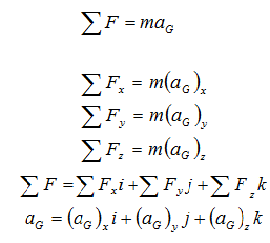 ∑F = ma_G
∑F_x = m(a_G)_x
∑F_y = m(a_G)_y
∑F_z = m(a_G)_z
∑F = ∑F_x i + ∑F_y j + ∑F_z k
a_G = (a_G)_x i + (a_G)_y j + (a_G)_z k